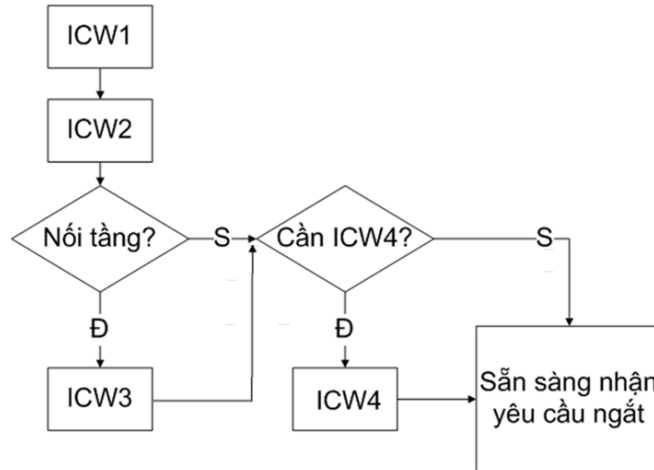 ICW1
ICW2
Nối tầng?
S
Cần ICW4?
S
Đ
Đ
ICW3
ICW4
Sẵn sàng nhận
yêu cầu ngắt